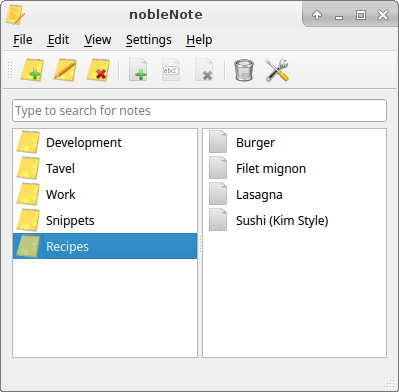 nobleNote
File Edit View Settings Help
abc
Type to search for notes
Development
Tavel
Work
Snippets
Recipes
Burger
Filet mignon
Lasagna
Sushi (Kim Style)